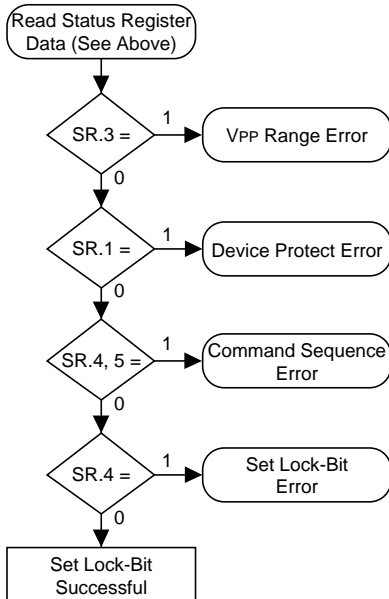 Read Status Register
Data (See Above)
SR.3 =
1
VPP Range Error
0
SR.1 =
1
Device Protect Error
0
SR.4, 5 =
1
Command Sequence
Error
0
SR.4 =
1
Set Lock-Bit
Error
0
Set Lock-Bit
Successful